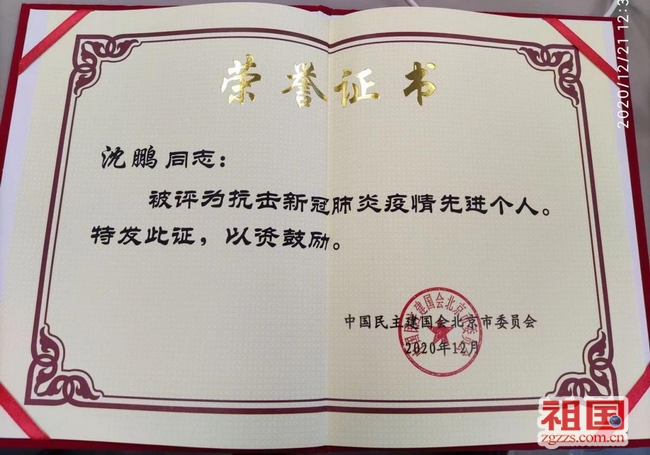 荣誉证书
沈鹏同志：
被评为抗击新冠肺炎疫情先进个人。
特发此证，以资鼓励。
中国民主建国会北京市委员会
2020年12月
2020/12/21
祖国
zgzzs.com.cn